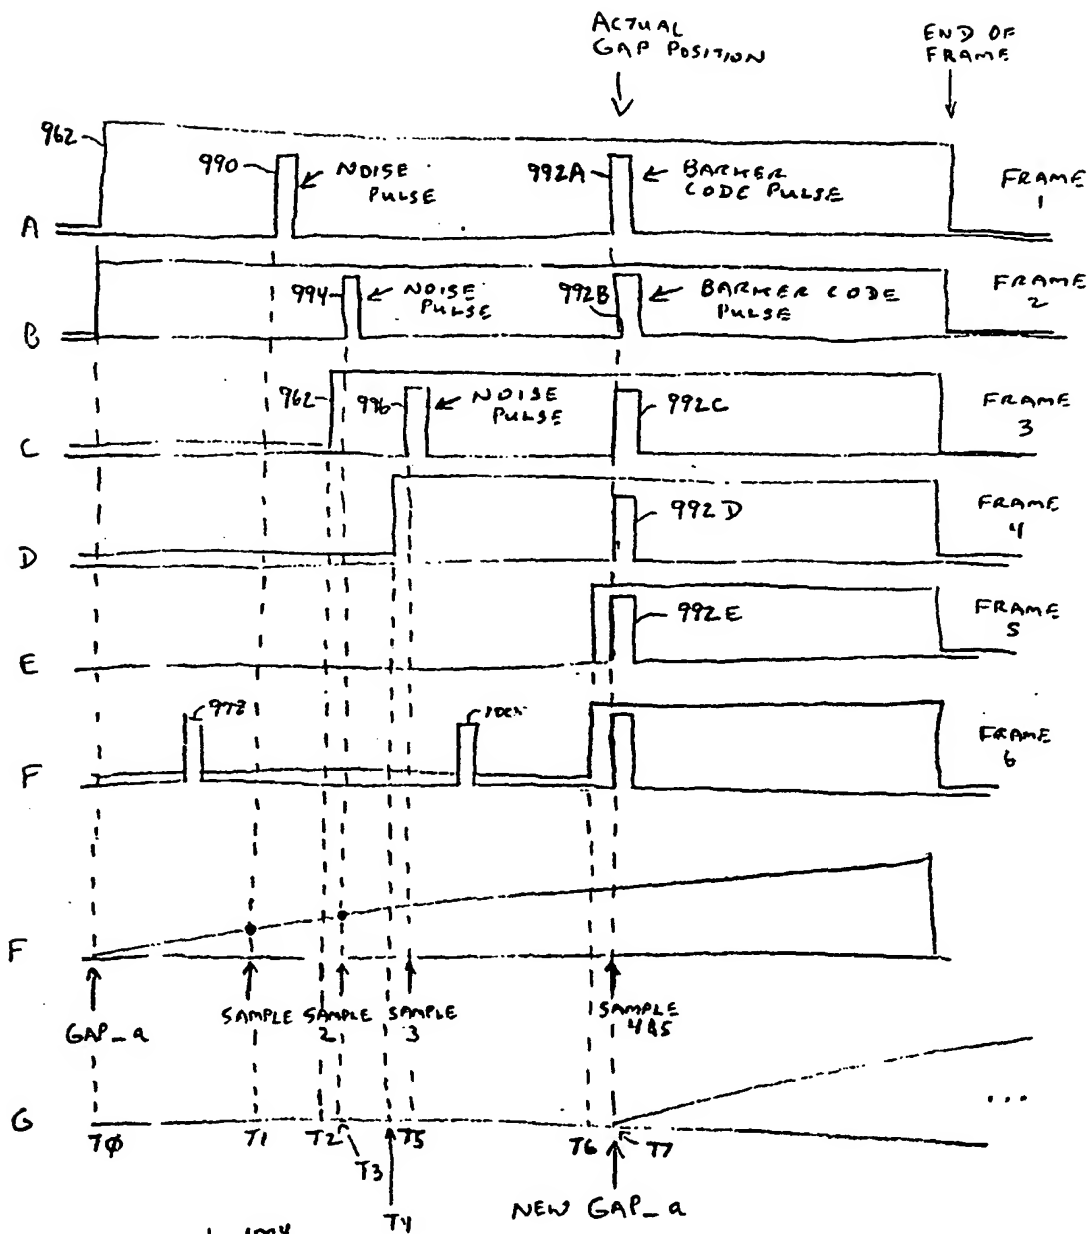 ACTUAL
GAP POSITION
END OF
FRAME
962
990
NOISE
PULSE
992A
BARKER
CODE PULSE
FRAME
1
A
994
NOISE
PULSE
992B
BARKER CODE
PULSE
FRAME
2
B
962
996
NOISE
PULSE
992C
FRAME
3
C
992D
FRAME
4
D
992E
FRAME
5
E
FRAME
6
F
F
GAP_a
SAMPLE
SAMPLE
2
SAMPLE
3
SAMPLE
4&5
G
TØ
T1
T2
T3
T4
T5
T6
T7
...
NEW GAP_a